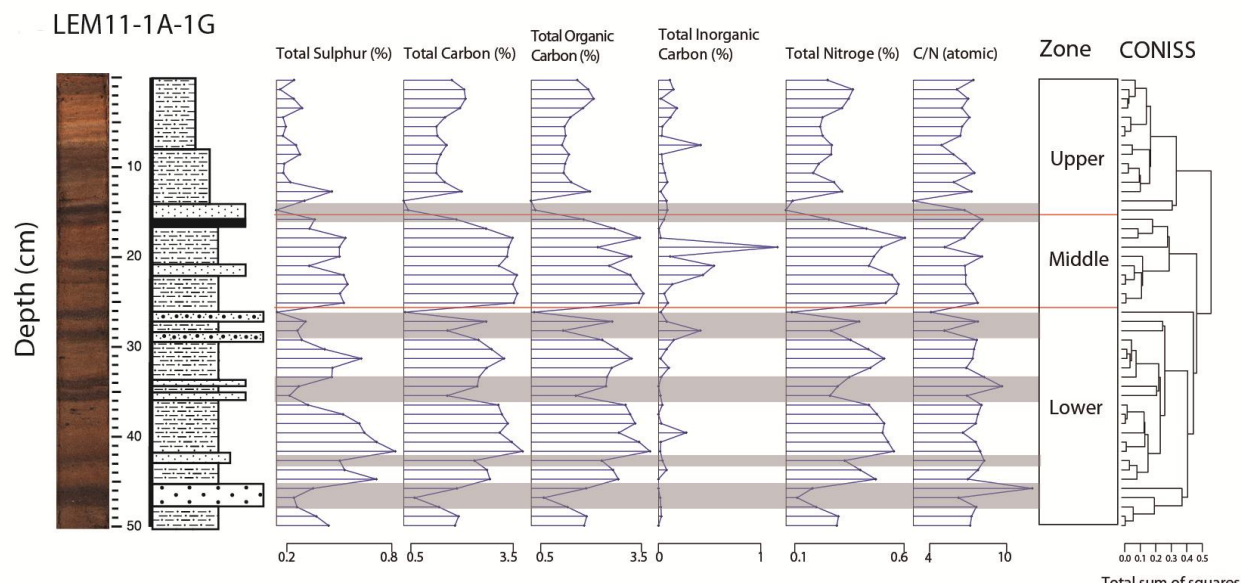 LEM11-1A-1G
Total Sulphur (%)
Total Carbon (%)
Total Organic
Carbon (%)
Total Inorganic
Carbon (%)
Total Nitroge (%)
C/N (atomic)
Zone
CONISS
Depth (cm)
10
20
30
40
50
Upper
Middle
Lower
0.2
0.8
0.5
3.5
0.5
3.5
0
1
0.1
0.6
4
10
0.0
0.1
0.2
0.3
0.4
0.5
Total sum of squares